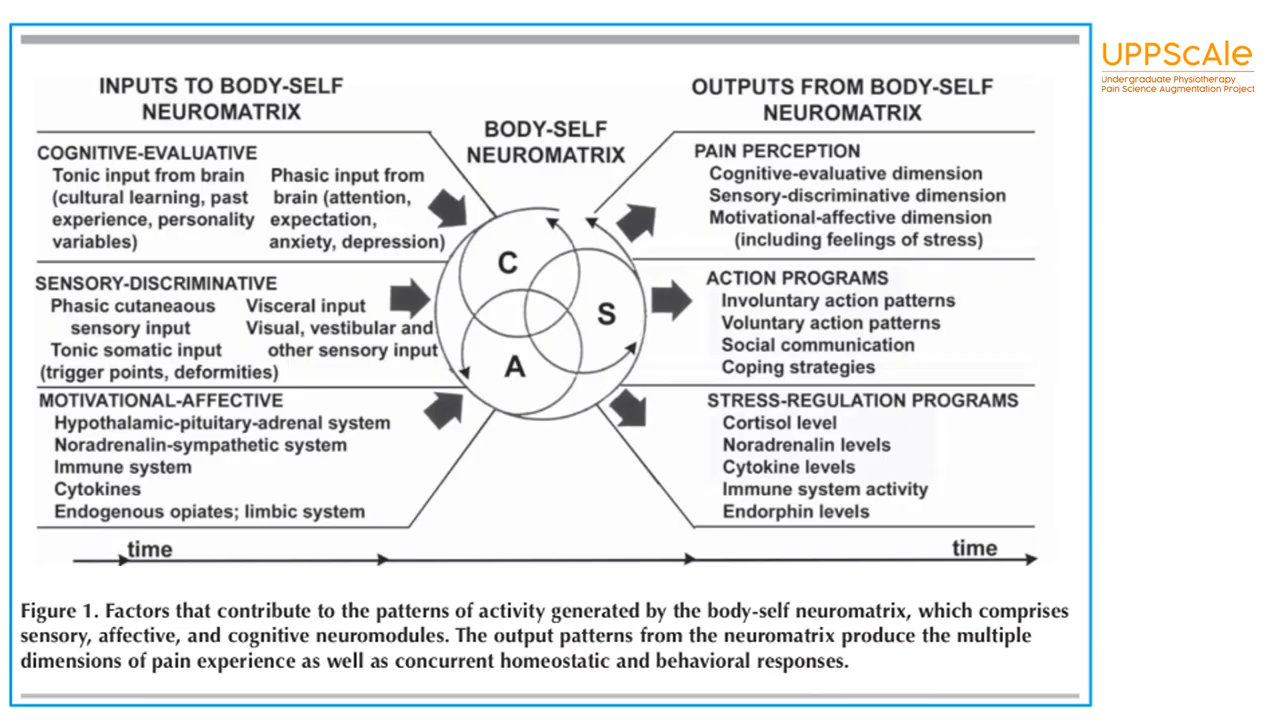 UPPScAle
Undergraduate Physiotherapy
Pain Science Augmentation Project
INPUTS TO BODY-SELF
NEUROMATRIX
COGNITIVE-EVALUATIVE
Tonic input from brain
(cultural learning, past
experience, personality
variables)
Phasic input from
brain (attention,
expectation,
anxiety, depression)
SENSORY-DISCRIMINATIVE
Phasic cutaneous
sensory input
Tonic somatic input
(trigger points, deformities)
Visceral input
Visual, vestibular and
other sensory input
MOTIVATIONAL-AFFECTIVE
Hypothalamic-pituitary-adrenal system
Noradrenalin-sympathetic system
Immune system
Cytokines
Endogenous opiates; limbic system
BODY-SELF
NEUROMATRIX
C
S
A
OUTPUTS FROM BODY-SELF
NEUROMATRIX
PAIN PERCEPTION
Cognitive-evaluative dimension
Sensory-discriminative dimension
Motivational-affective dimension
(including feelings of stress)
ACTION PROGRAMS
Involuntary action patterns
Voluntary action patterns
Social communication
Coping strategies
STRESS-REGULATION PROGRAMS
Cortisol level
Noradrenalin levels
Cytokine levels
Immune system activity
Endorphin levels
time
time
Figure 1. Factors that contribute to the patterns of activity generated by the body-self neuromatrix, which comprises
sensory, affective, and cognitive neuromodules. The output patterns from the neuromatrix produce the multiple
dimensions of pain experience as well as concurrent homeostatic and behavioral responses.